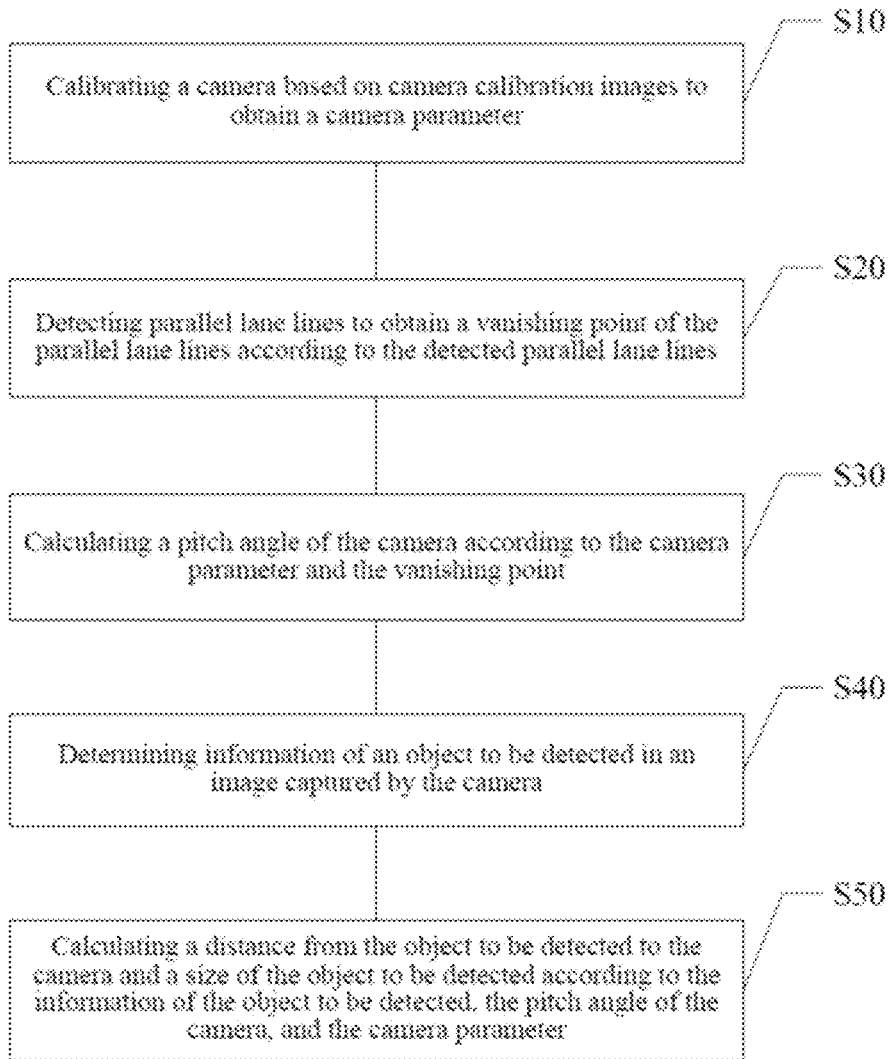 S10
Calibrating a camera based on camera calibration images to
obtain a camera parameter
S20
Detecting parallel lane lines to obtain a vanishing point of the
parallel lane lines according to the detected parallel lane lines
S30
Calculating a pitch angle of the camera according to the camera
parameter and the vanishing point
S40
Determining information of an object to be detected in an
image captured by the camera
S50
Calculating a distance from the object to be detected to the
camera and a size of the object to be detected according to the
information of the object to be detected, the pitch angle of the
camera, and the camera parameter